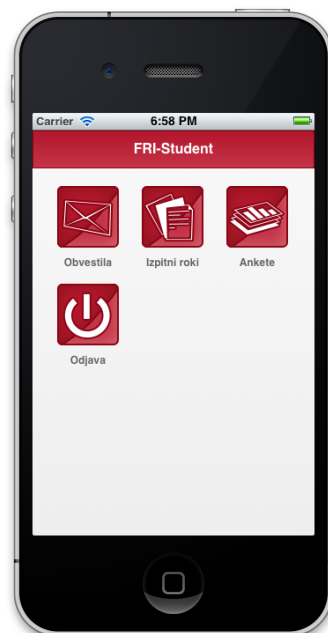 Carrier 6:58 PM
FRI-Student
Obvestila Izpitni roki Ankete
Odjava